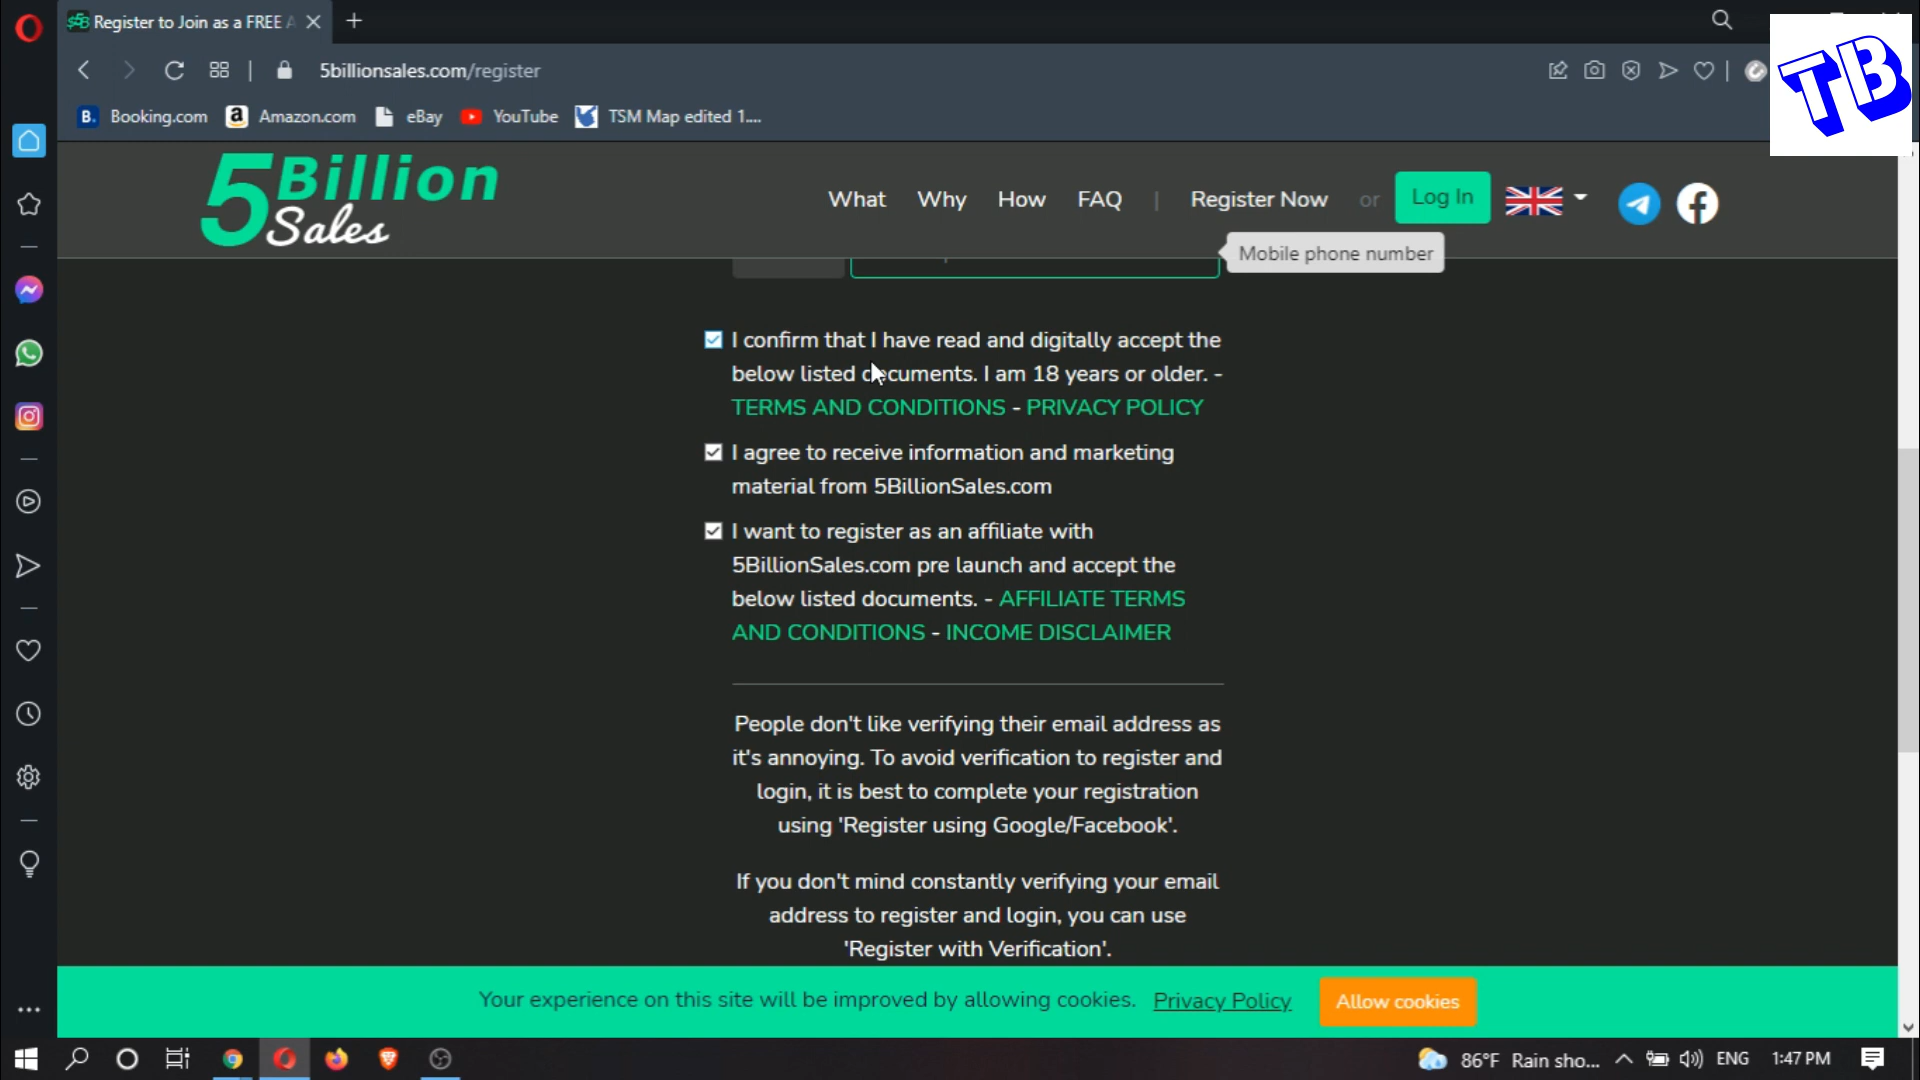 Register to Join as a FREE A
5billionsales.com/register
Booking.com
Amazon.com
eBay
YouTube
TSM Map edited 1....
TB
5Billion
Sales
What
Why
How
FAQ
|
Register Now
or
Log In
Mobile phone number
I confirm that I have read and digitally accept the
below listed documents. I am 18 years or older. -
TERMS AND CONDITIONS - PRIVACY POLICY
I agree to receive information and marketing
material from 5BillionSales.com
I want to register as an affiliate with
5BillionSales.com pre launch and accept the
below listed documents. - AFFILIATE TERMS
AND CONDITIONS - INCOME DISCLAIMER
People don't like verifying their email address as
it's annoying. To avoid verification to register and
login, it is best to complete your registration
using 'Register using Google/Facebook'.
If you don't mind constantly verifying your email
address to register and login, you can use
'Register with Verification'.
Your experience on this site will be improved by allowing cookies. Privacy Policy
Allow cookies
86°F Rain sho...
ENG
1:47 PM